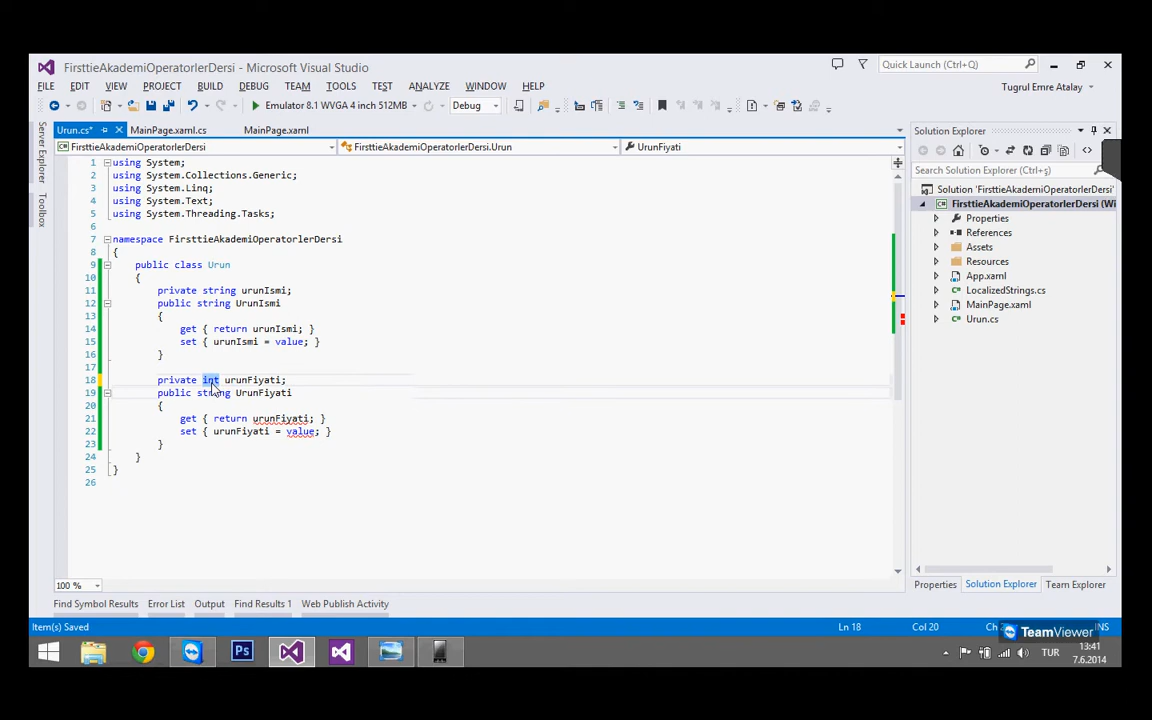 FirsttieAkademiOperatorlerDersi - Microsoft Visual Studio
Quick Launch (Ctrl+Q)
FILE EDIT VIEW PROJECT BUILD DEBUG TEAM TOOLS TEST ANALYZE WINDOW HELP
Tugrul Emre Atalay
Emulator 8.1 WVGA 4 inch 512MB
Debug
Server Explorer
Toolbox
Urun.cs* MainPage.xaml.cs MainPage.xaml
FirsttieAkademiOperatorlerDersi
FirsttieAkademiOperatorlerDersi.Urun
UrunFiyati
1 using System;
2 using System.Collections.Generic;
3 using System.Linq;
4 using System.Text;
5 using System.Threading.Tasks;
6
7 namespace FirsttieAkademiOperatorlerDersi
8 {
9 public class Urun
10 {
11 private string urunIsmi;
12 public string UrunIsmi
13 {
14 get { return urunIsmi; }
15 set { urunIsmi = value; }
16 }
17
18 private int urunFiyati;
19 public string UrunFiyati
20 {
21 get { return urunFiyati; }
22 set { urunFiyati = value; }
23 }
24 }
25 }
26
100 %
Solution Explorer
Search Solution Explorer (Ctrl+ş)
Solution 'FirsttieAkademiOperatorlerDersi'
FirsttieAkademiOperatorlerDersi (Wi
Properties
References
Assets
Resources
App.xaml
LocalizedStrings.cs
MainPage.xaml
Urun.cs
Properties Solution Explorer Team Explorer
Find Symbol Results Error List Output Find Results 1 Web Publish Activity
Item(s) Saved
Ln 18
Col 20
INS
TeamViewer
Ps
TUR
13:41
7.6.2014